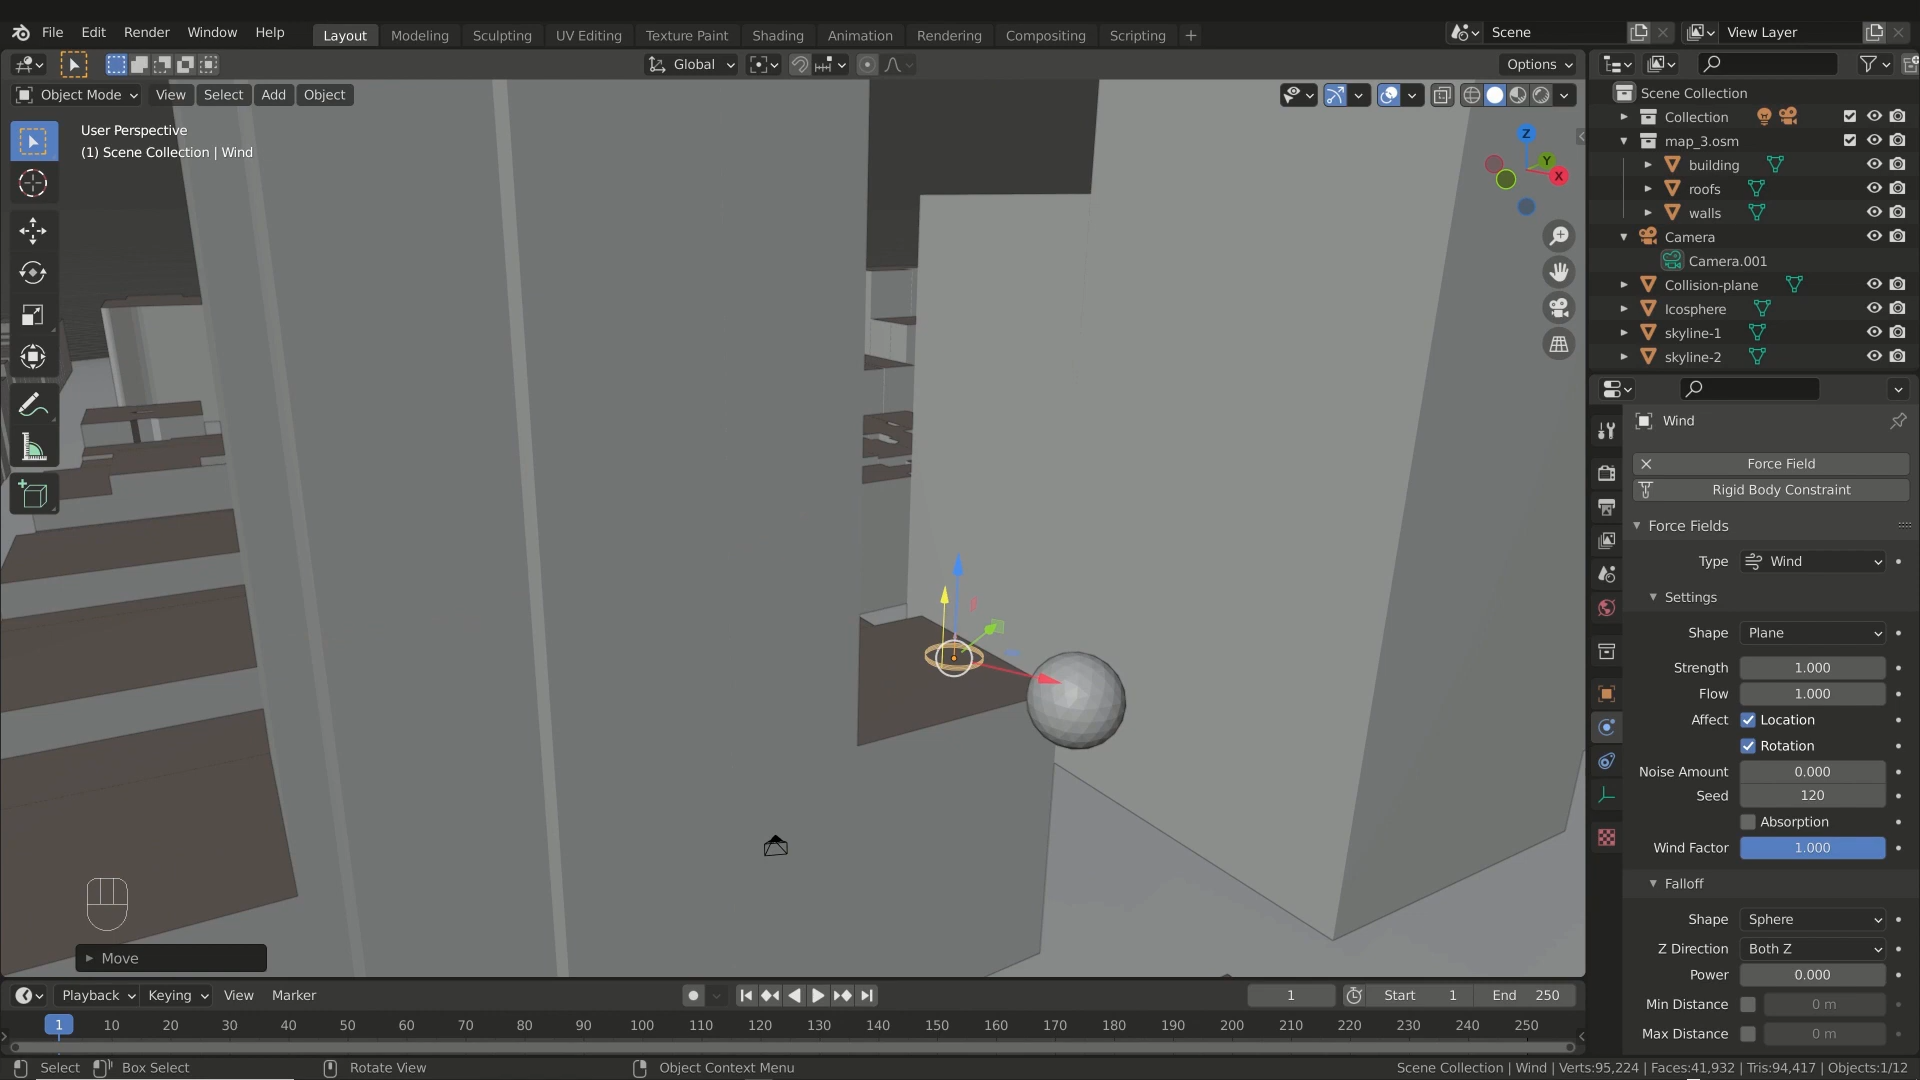 File Edit Render Window Help
Layout Modeling Sculpting UV Editing Texture Paint Shading Animation Rendering Compositing Scripting +
Scene
View Layer
Global
Options
Object Mode View Select Add Object
User Perspective
(1) Scene Collection | Wind
Z
Y
X
Move
Scene Collection
Collection
map_3.osm
building
roofs
walls
Camera
Camera.001
Collision-plane
Icosphere
skyline-1
skyline-2
Wind
Force Field
Rigid Body Constraint
Force Fields
Type Wind
Settings
Shape Plane
Strength 1.000
Flow 1.000
Affect Location
Rotation
Noise Amount 0.000
Seed 120
Absorption
Wind Factor 1.000
Falloff
Shape Sphere
Z Direction Both Z
Power 0.000
Min Distance 0 m
Max Distance 0 m
Playback Keying View Marker
1
Start 1
End 250
1 10 20 30 40 50 60 70 80 90 100 110 120 130 140 150 160 170 180 190 200 210 220 230 240 250
Select Box Select Rotate View Object Context Menu
Scene Collection | Wind | Verts:95,224 | Faces:41,932 | Tris:94,417 | Objects:1/12